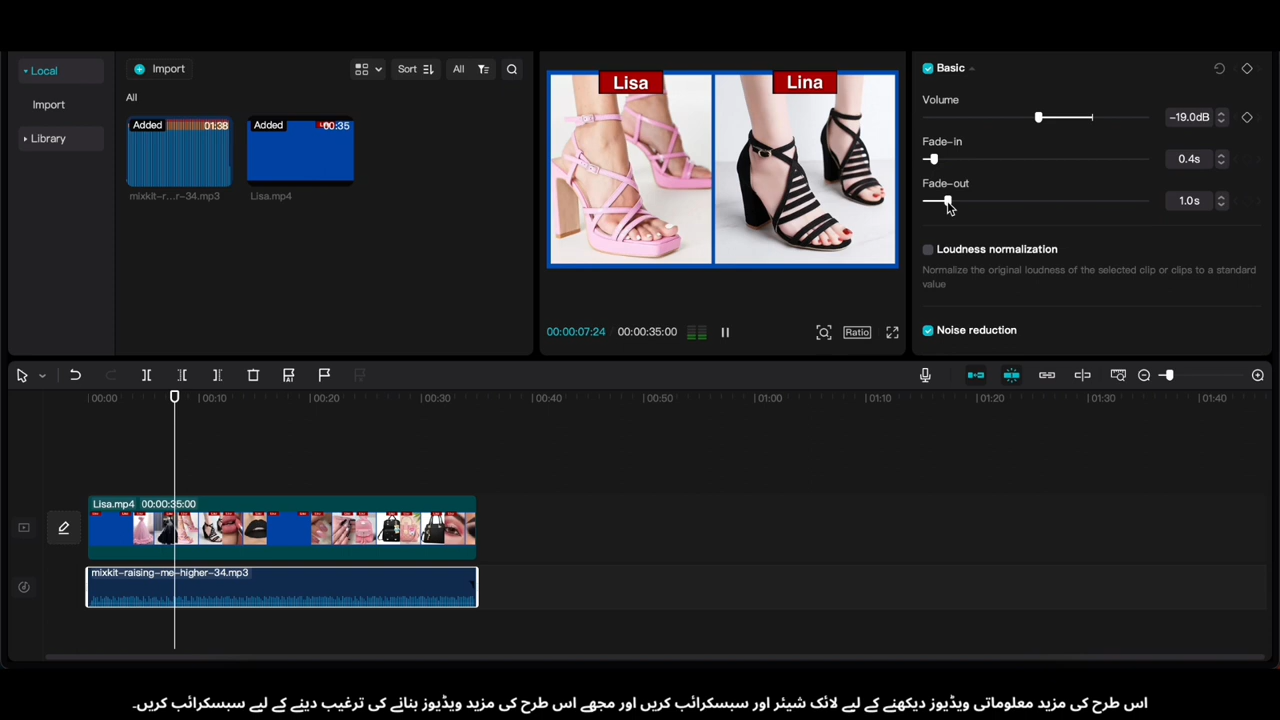 Local
Import
Library
Import
Sort
All
All
Added
01:38
mixkit-r...r-34.mp3
Added
00:35
Lisa.mp4
Lisa
Lina
00:00:07:24
00:00:35:00
Ratio
Basic
Volume
-19.0dB
Fade-in
0.4s
Fade-out
1.0s
Loudness normalization
Normalize the original loudness of the selected clip or clips to a standard
value
Noise reduction
00:00
00:10
00:20
00:30
00:40
00:50
01:00
01:10
01:20
01:30
01:40
Lisa.mp4 00:00:35:00
mixkit-raising-me-higher-34.mp3
اس طرح کی مزید معلوماتی ویڈیوز دیکھنے کے لیے لائک شیئر اور سبسکرائب کریں اور مجھے اس طرح کی مزید ویڈیوز بنانے کی ترغیب دینے کے لیے سبسکرائب کریں۔